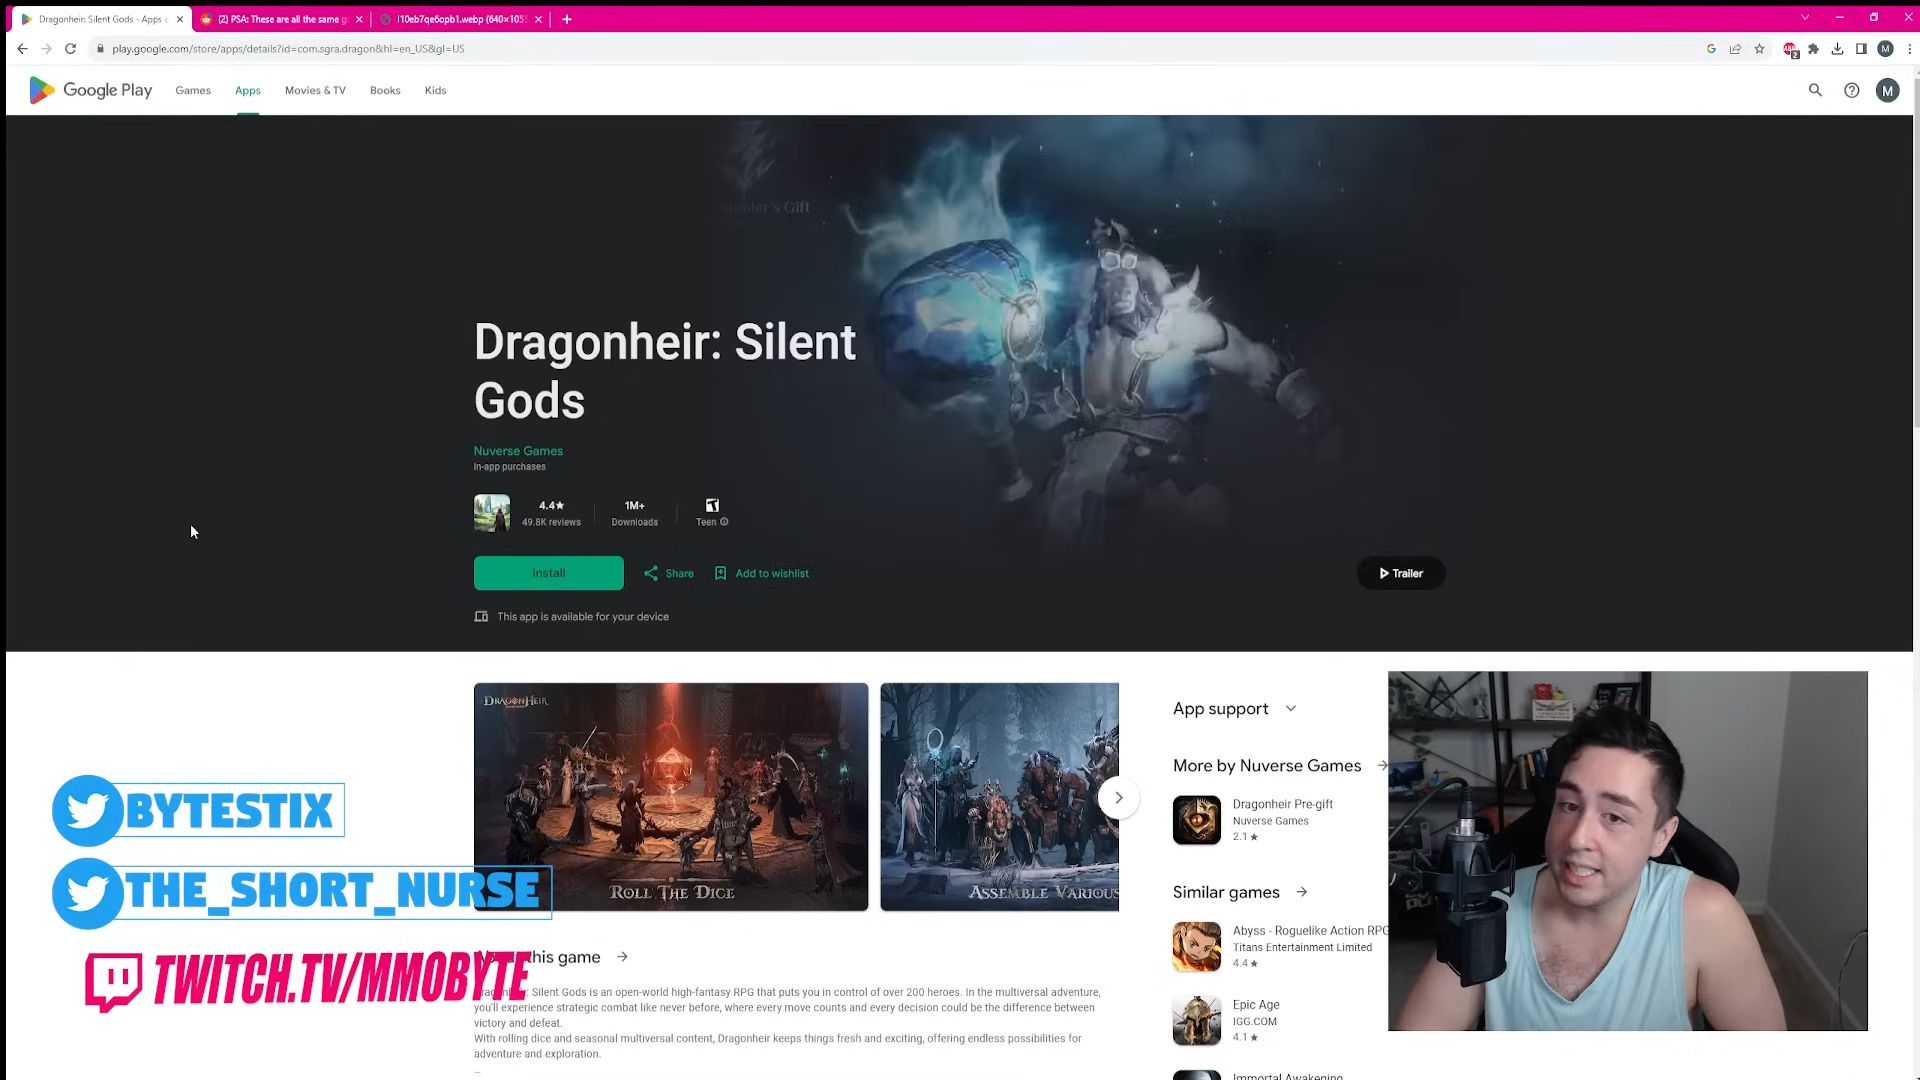 Dragonheir: Silent Gods - Apps o
(2) PSA: These are all the same g
l10eb7qe6opb1.webp (640×105
play.google.com/store/apps/details?id=com.sgra.dragon&hl=en_US&gl=US
Google Play
Games
Apps
Movies & TV
Books
Kids
M
M
Dragonheir: Silent
Gods
Nuverse Games
In-app purchases
4.4★
49.8K reviews
1M+
Downloads
T
Teen
Install
Share
Add to wishlist
Trailer
This app is available for your device
DRAGONHEIR
ROLL THE DICE
ASSEMBLE VARIOUS
App support
More by Nuverse Games
Dragonheir Pre-gift
Nuverse Games
2.1★
Similar games
Abyss - Roguelike Action RPG
Titans Entertainment Limited
4.4★
Epic Age
IGG.COM
4.1★
Immortal Awakening
BYTESTIX
THE_SHORT_NURSE
TWITCH.TV/MMOBYTE
this game
Silent Gods is an open-world high-fantasy RPG that puts you in control of over 200 heroes. In the multiversal adventure,
you'll experience strategic combat like never before, where every move counts and every decision could be the difference between
victory and defeat.
With rolling dice and seasonal multiversal content, Dragonheir keeps things fresh and exciting, offering endless possibilities for
adventure and exploration.
...